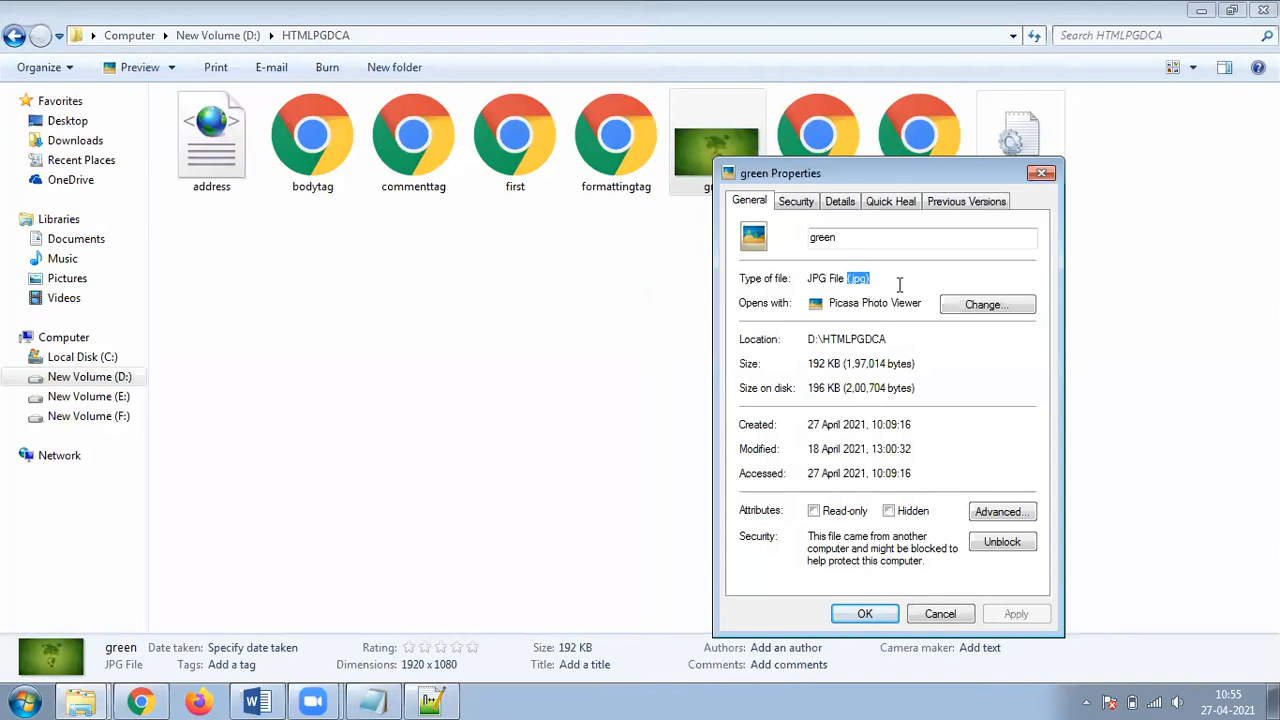 Computer New Volume (D:) HTMLPGDCA
Search HTMLPGDCA
Organize Preview Print E-mail Burn New folder
Favorites
Desktop
Downloads
Recent Places
OneDrive
Libraries
Documents
Music
Pictures
Videos
Computer
Local Disk (C:)
New Volume (D:)
New Volume (E:)
New Volume (F:)
Network
address bodytag commenttag first formattingtag
green Properties
General Security Details Quick Heal Previous Versions
green
Type of file: JPG File (.jpg)
Opens with: Picasa Photo Viewer Change...
Location: D:\HTMLPGDCA
Size: 192 KB (1,97,014 bytes)
Size on disk: 196 KB (2,00,704 bytes)
Created: 27 April 2021, 10:09:16
Modified: 18 April 2021, 13:00:32
Accessed: 27 April 2021, 10:09:16
Attributes: Read-only Hidden Advanced...
Security: This file came from another
computer and might be blocked to
help protect this computer.
Unblock
OK Cancel Apply
green Date taken: Specify date taken Rating: Size: 192 KB Authors: Add an author Camera maker: Add text
JPG File Tags: Add a tag Dimensions: 1920 x 1080 Title: Add a title Comments: Add comments
10:55
27-04-2021